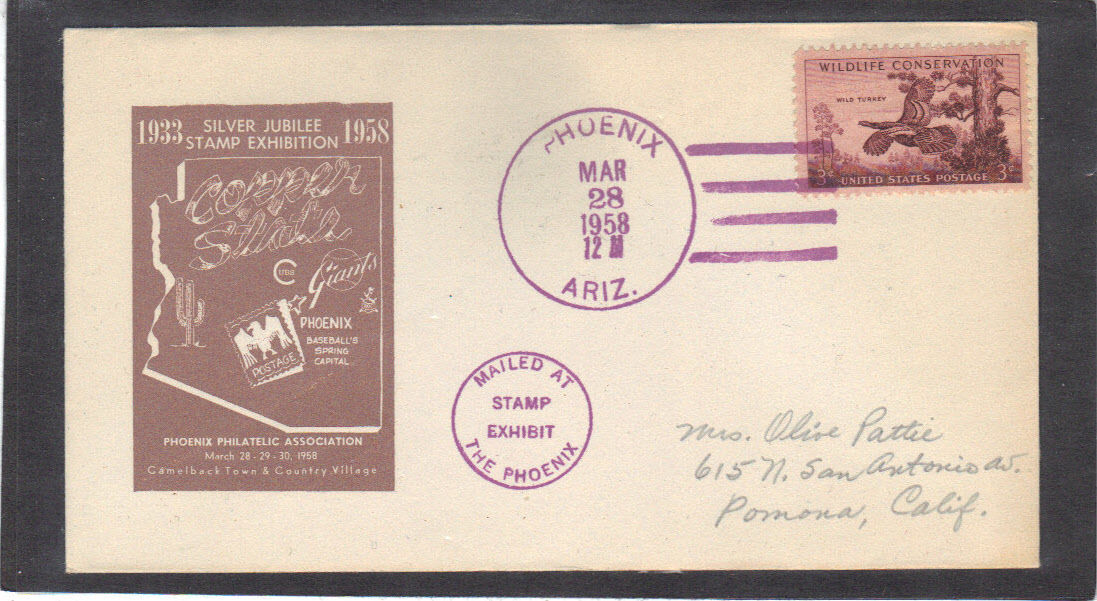 1933 SILVER JUBILEE 1958
STAMP EXHIBITION
Copper
State
CUBS
Giants
PHOENIX
BASEBALL'S
SPRING
CAPITAL
POSTAGE
PHOENIX PHILATELIC ASSOCIATION
March 28 - 29 - 30, 1958
Camelback Town & Country Village
PHOENIX
MAR
28
1958
12 M
ARIZ.
WILDLIFE CONSERVATION
WILD TURKEY
3¢ UNITED STATES POSTAGE 3¢
MAILED AT
STAMP
EXHIBIT
THE PHOENIX
Mrs. Olive Pattie
615 N. San Antonio Av.
Pomona, Calif.